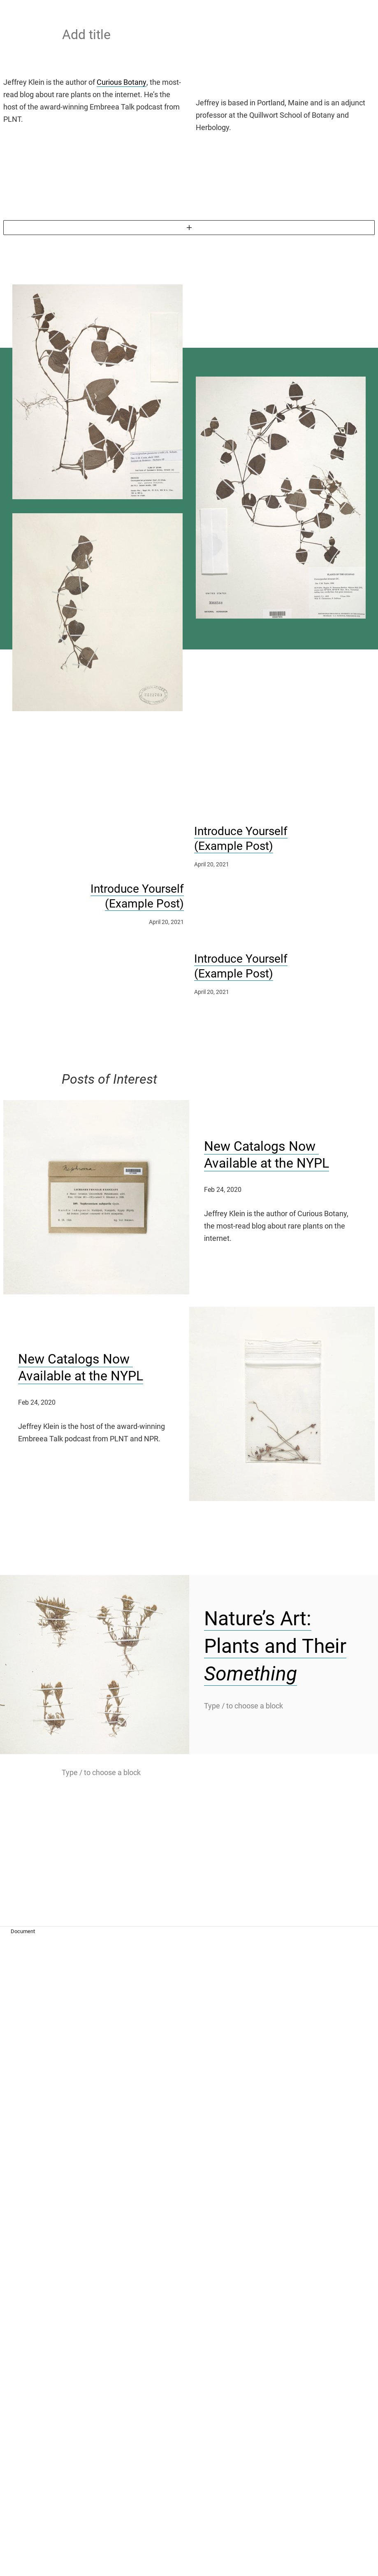 Add title
Jeffrey Klein is the author of Curious Botany, the most-
read blog about rare plants on the internet. He's the
host of the award-winning Embreea Talk podcast from
PLNT.
Jeffrey is based in Portland, Maine and is an adjunct
professor at the Quillwort School of Botany and
Herbology.
+
Introduce Yourself
(Example Post)
April 20, 2021
Introduce Yourself
(Example Post)
April 20, 2021
Introduce Yourself
(Example Post)
April 20, 2021
Posts of Interest
New Catalogs Now
Available at the NYPL
Feb 24, 2020
Jeffrey Klein is the author of Curious Botany,
the most-read blog about rare plants on the
internet.
New Catalogs Now
Available at the NYPL
Feb 24, 2020
Jeffrey Klein is the host of the award-winning
Embreea Talk podcast from PLNT and NPR.
Nature’s Art:
Plants and Their
Something
Type / to choose a block
Type / to choose a block
Document